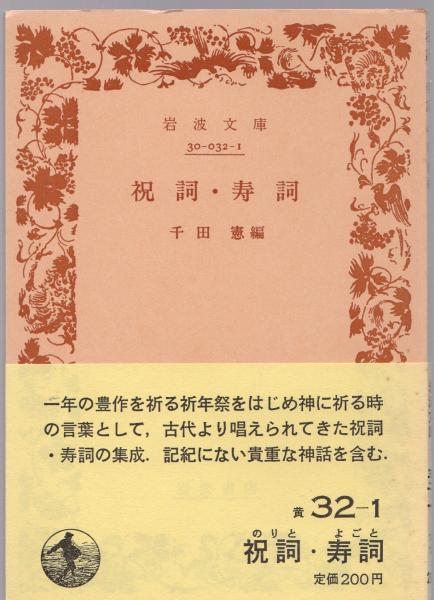 岩波文庫
30-032-1
祝詞・寿詞
千田憲編
一年の豊作を祈る祈年祭をはじめ神に祈る時
の言葉として，古代より唱えられてきた祝詞
・寿詞の集成．記紀にない貴重な神話を含む．
黄 32-1
のりと よごと
祝詞・寿詞
定価200円